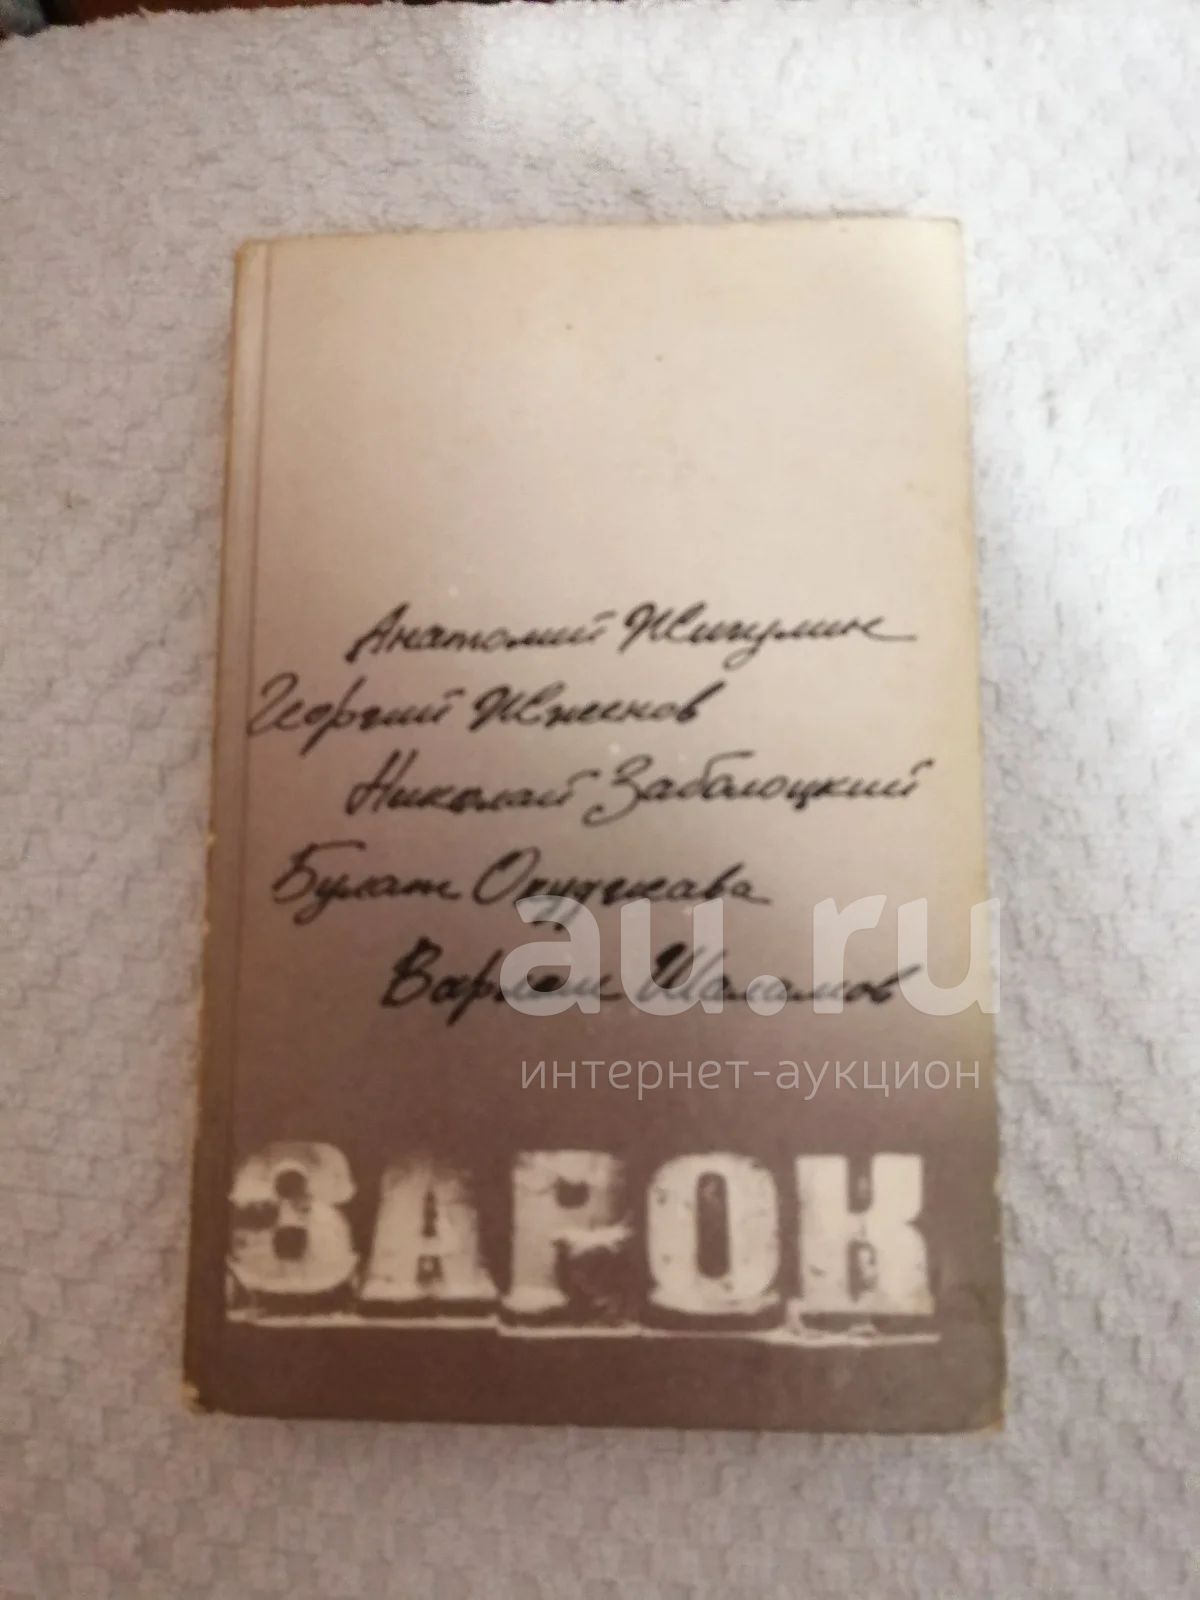 Анатолий Жигулин
Георгий Жженов
Николай Заболоцкий
Булат Окуджава
Варлам Шаламов
au.ru
интернет-аукцион
ЗАРОК